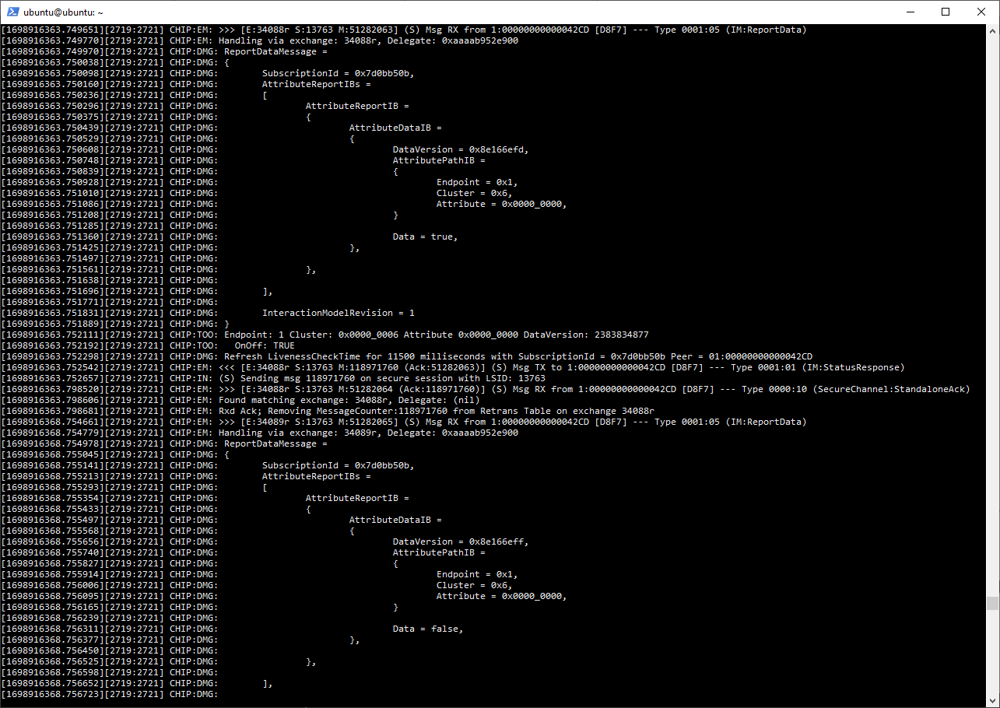 ubuntu@ubuntu: ~
[1698916363.749651][2719:2721] CHIP:EM: >>> [E:34088r S:13763 M:51282063] (S) Msg RX from 1:00000000000042CD [D8F7] --- Type 0001:05 (IM:ReportData)
[1698916363.749770][2719:2721] CHIP:EM: Handling via exchange: 34088r, Delegate: 0xaaaab952e900
[1698916363.749970][2719:2721] CHIP:DMG: ReportDataMessage =
[1698916363.750038][2719:2721] CHIP:DMG: {
[1698916363.750098][2719:2721] CHIP:DMG:        SubscriptionId = 0x7d0bb50b,
[1698916363.750160][2719:2721] CHIP:DMG:        AttributeReportIBs =
[1698916363.750236][2719:2721] CHIP:DMG:        [
[1698916363.750296][2719:2721] CHIP:DMG:                AttributeReportIB =
[1698916363.750375][2719:2721] CHIP:DMG:                {
[1698916363.750439][2719:2721] CHIP:DMG:                        AttributeDataIB =
[1698916363.750529][2719:2721] CHIP:DMG:                        {
[1698916363.750608][2719:2721] CHIP:DMG:                                DataVersion = 0x8e166efd,
[1698916363.750748][2719:2721] CHIP:DMG:                                AttributePathIB =
[1698916363.750839][2719:2721] CHIP:DMG:                                {
[1698916363.750928][2719:2721] CHIP:DMG:                                        Endpoint = 0x1,
[1698916363.751010][2719:2721] CHIP:DMG:                                        Cluster = 0x6,
[1698916363.751086][2719:2721] CHIP:DMG:                                        Attribute = 0x0000_0000,
[1698916363.751208][2719:2721] CHIP:DMG:                                }
[1698916363.751285][2719:2721] CHIP:DMG:
[1698916363.751360][2719:2721] CHIP:DMG:                                Data = true,
[1698916363.751425][2719:2721] CHIP:DMG:                        },
[1698916363.751497][2719:2721] CHIP:DMG:
[1698916363.751561][2719:2721] CHIP:DMG:                },
[1698916363.751638][2719:2721] CHIP:DMG:
[1698916363.751696][2719:2721] CHIP:DMG:        ],
[1698916363.751771][2719:2721] CHIP:DMG:
[1698916363.751831][2719:2721] CHIP:DMG:        InteractionModelRevision = 1
[1698916363.751889][2719:2721] CHIP:DMG: }
[1698916363.752111][2719:2721] CHIP:TOO: Endpoint: 1 Cluster: 0x0000_0006 Attribute 0x0000_0000 DataVersion: 2383834877
[1698916363.752192][2719:2721] CHIP:TOO:   OnOff: TRUE
[1698916363.752298][2719:2721] CHIP:DMG: Refresh LivenessCheckTime for 11500 milliseconds with SubscriptionId = 0x7d0bb50b Peer = 01:00000000000042CD
[1698916363.752542][2719:2721] CHIP:EM: <<< [E:34088r S:13763 M:118971760 (Ack:51282063)] (S) Msg TX to 1:00000000000042CD [D8F7] --- Type 0001:01 (IM:StatusResponse)
[1698916363.752657][2719:2721] CHIP:IN: (S) Sending msg 118971760 on secure session with LSID: 13763
[1698916363.798520][2719:2721] CHIP:EM: >>> [E:34088r S:13763 M:51282064 (Ack:118971760)] (S) Msg RX from 1:00000000000042CD [D8F7] --- Type 0000:10 (SecureChannel:StandaloneAck)
[1698916363.798606][2719:2721] CHIP:EM: Found matching exchange: 34088r, Delegate: (nil)
[1698916363.798681][2719:2721] CHIP:EM: Rxd Ack; Removing MessageCounter:118971760 from Retrans Table on exchange 34088r
[1698916368.754661][2719:2721] CHIP:EM: >>> [E:34089r S:13763 M:51282065] (S) Msg RX from 1:00000000000042CD [D8F7] --- Type 0001:05 (IM:ReportData)
[1698916368.754779][2719:2721] CHIP:EM: Handling via exchange: 34089r, Delegate: 0xaaaab952e900
[1698916368.754978][2719:2721] CHIP:DMG: ReportDataMessage =
[1698916368.755045][2719:2721] CHIP:DMG: {
[1698916368.755141][2719:2721] CHIP:DMG:        SubscriptionId = 0x7d0bb50b,
[1698916368.755213][2719:2721] CHIP:DMG:        AttributeReportIBs =
[1698916368.755293][2719:2721] CHIP:DMG:        [
[1698916368.755354][2719:2721] CHIP:DMG:                AttributeReportIB =
[1698916368.755433][2719:2721] CHIP:DMG:                {
[1698916368.755497][2719:2721] CHIP:DMG:                        AttributeDataIB =
[1698916368.755568][2719:2721] CHIP:DMG:                        {
[1698916368.755656][2719:2721] CHIP:DMG:                                DataVersion = 0x8e166eff,
[1698916368.755740][2719:2721] CHIP:DMG:                                AttributePathIB =
[1698916368.755827][2719:2721] CHIP:DMG:                                {
[1698916368.755914][2719:2721] CHIP:DMG:                                        Endpoint = 0x1,
[1698916368.756006][2719:2721] CHIP:DMG:                                        Cluster = 0x6,
[1698916368.756095][2719:2721] CHIP:DMG:                                        Attribute = 0x0000_0000,
[1698916368.756165][2719:2721] CHIP:DMG:                                }
[1698916368.756239][2719:2721] CHIP:DMG:
[1698916368.756311][2719:2721] CHIP:DMG:                                Data = false,
[1698916368.756377][2719:2721] CHIP:DMG:                        },
[1698916368.756450][2719:2721] CHIP:DMG:
[1698916368.756525][2719:2721] CHIP:DMG:                },
[1698916368.756598][2719:2721] CHIP:DMG:
[1698916368.756652][2719:2721] CHIP:DMG:        ],
[1698916368.756723][2719:2721] CHIP:DMG: